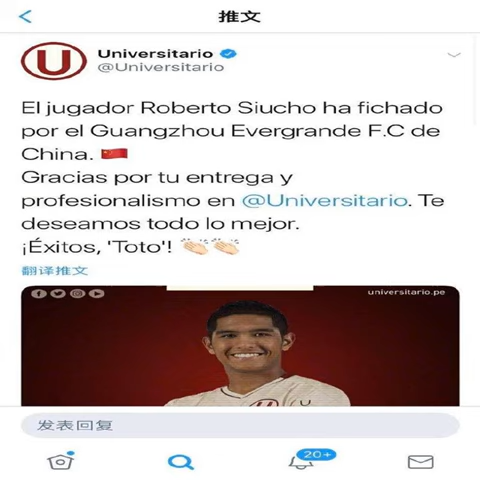 推文
Universitario
@Universitario
El jugador Roberto Siucho ha fichado
por el Guangzhou Evergrande F.C de
China. 🇨🇳
Gracias por tu entrega y
profesionalismo en @Universitario. Te
deseamos todo lo mejor.
¡Éxitos, 'Toto'! 👏🏻👏🏻
翻译推文
universitario.pe
发表回复
20+